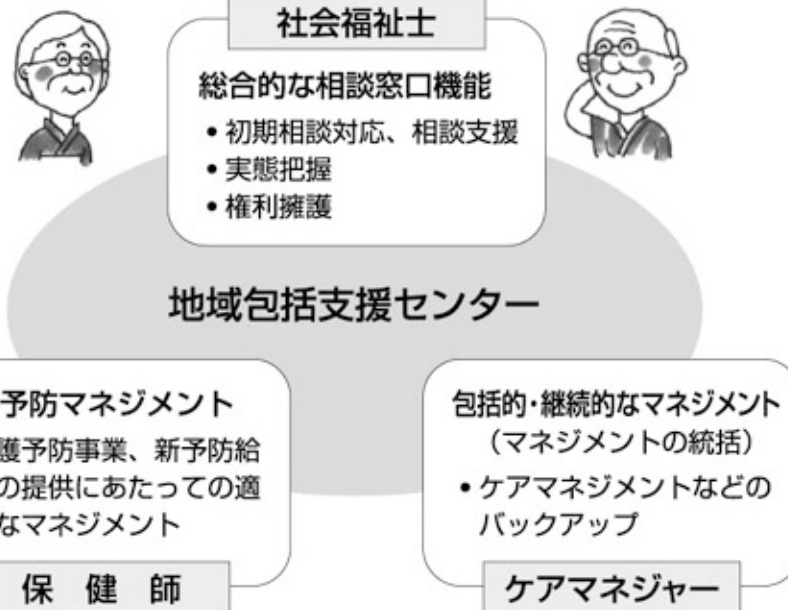 社会福祉士
総合的な相談窓口機能
• 初期相談対応、相談支援
• 実態把握
• 権利擁護
地域包括支援センター
予防マネジメント
護予防事業、新予防給
の提供にあたっての適
なマネジメント
保 健 師
包括的・継続的なマネジメント
（マネジメントの統括）
• ケアマネジメントなどの
バックアップ
ケアマネジャー